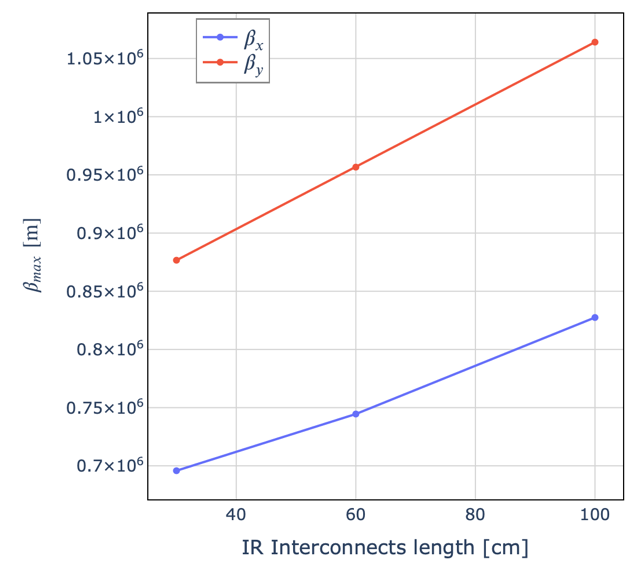 βₓ
β_y
1.05×10⁶
1×10⁶
0.95×10⁶
0.9×10⁶
0.85×10⁶
0.8×10⁶
0.75×10⁶
0.7×10⁶
β_max [m]
40 60 80 100
IR Interconnects length [cm]